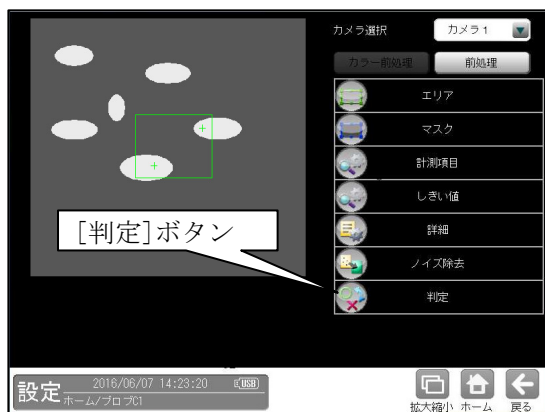 カメラ選択
カメラ1
カラー前処理
前処理
エリア
マスク
計測項目
しきい値
詳細
ノイズ除去
判定
[判定]ボタン
設定
2016/06/07 14:23:20
USB
ホーム/ブロブ01
拡大縮小
ホーム
戻る